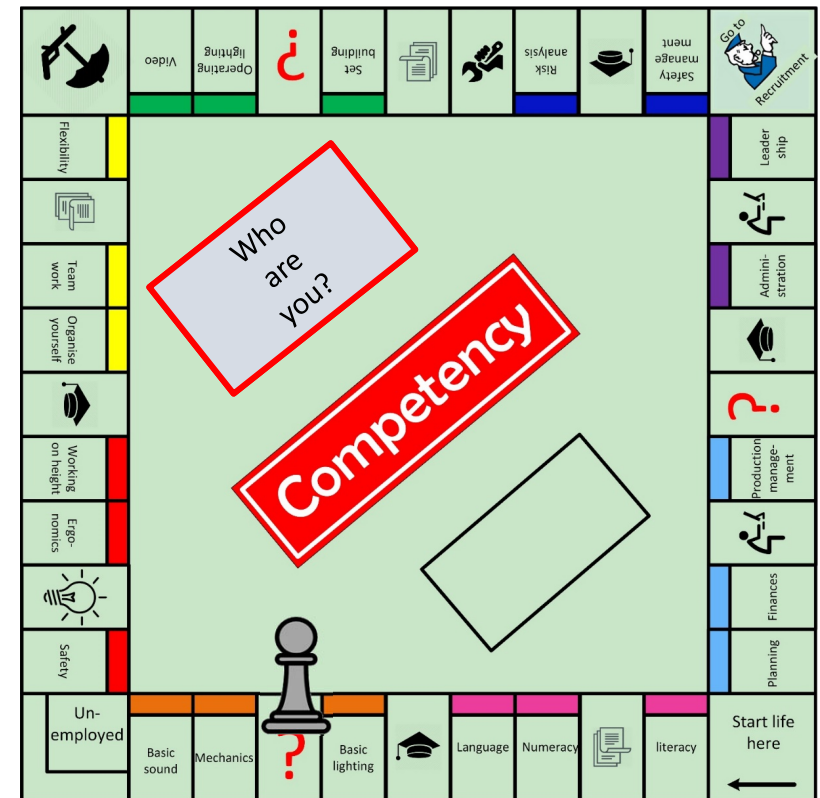 Video
Operating
lighting
?
Set
building
Risk
analysis
Safety
manage
ment
Go to
Recruitment
Flexibility
Team
work
Organise
yourself
Working
on height
Ergo-
nomics
Safety
Who
are
you?
Competency
Leader
ship
Admini-
stration
?
Production
manage-
ment
Finances
Planning
Un-
employed
Basic
sound
Mechanics
?
Basic
lighting
Language
Numeracy
literacy
Start life
here